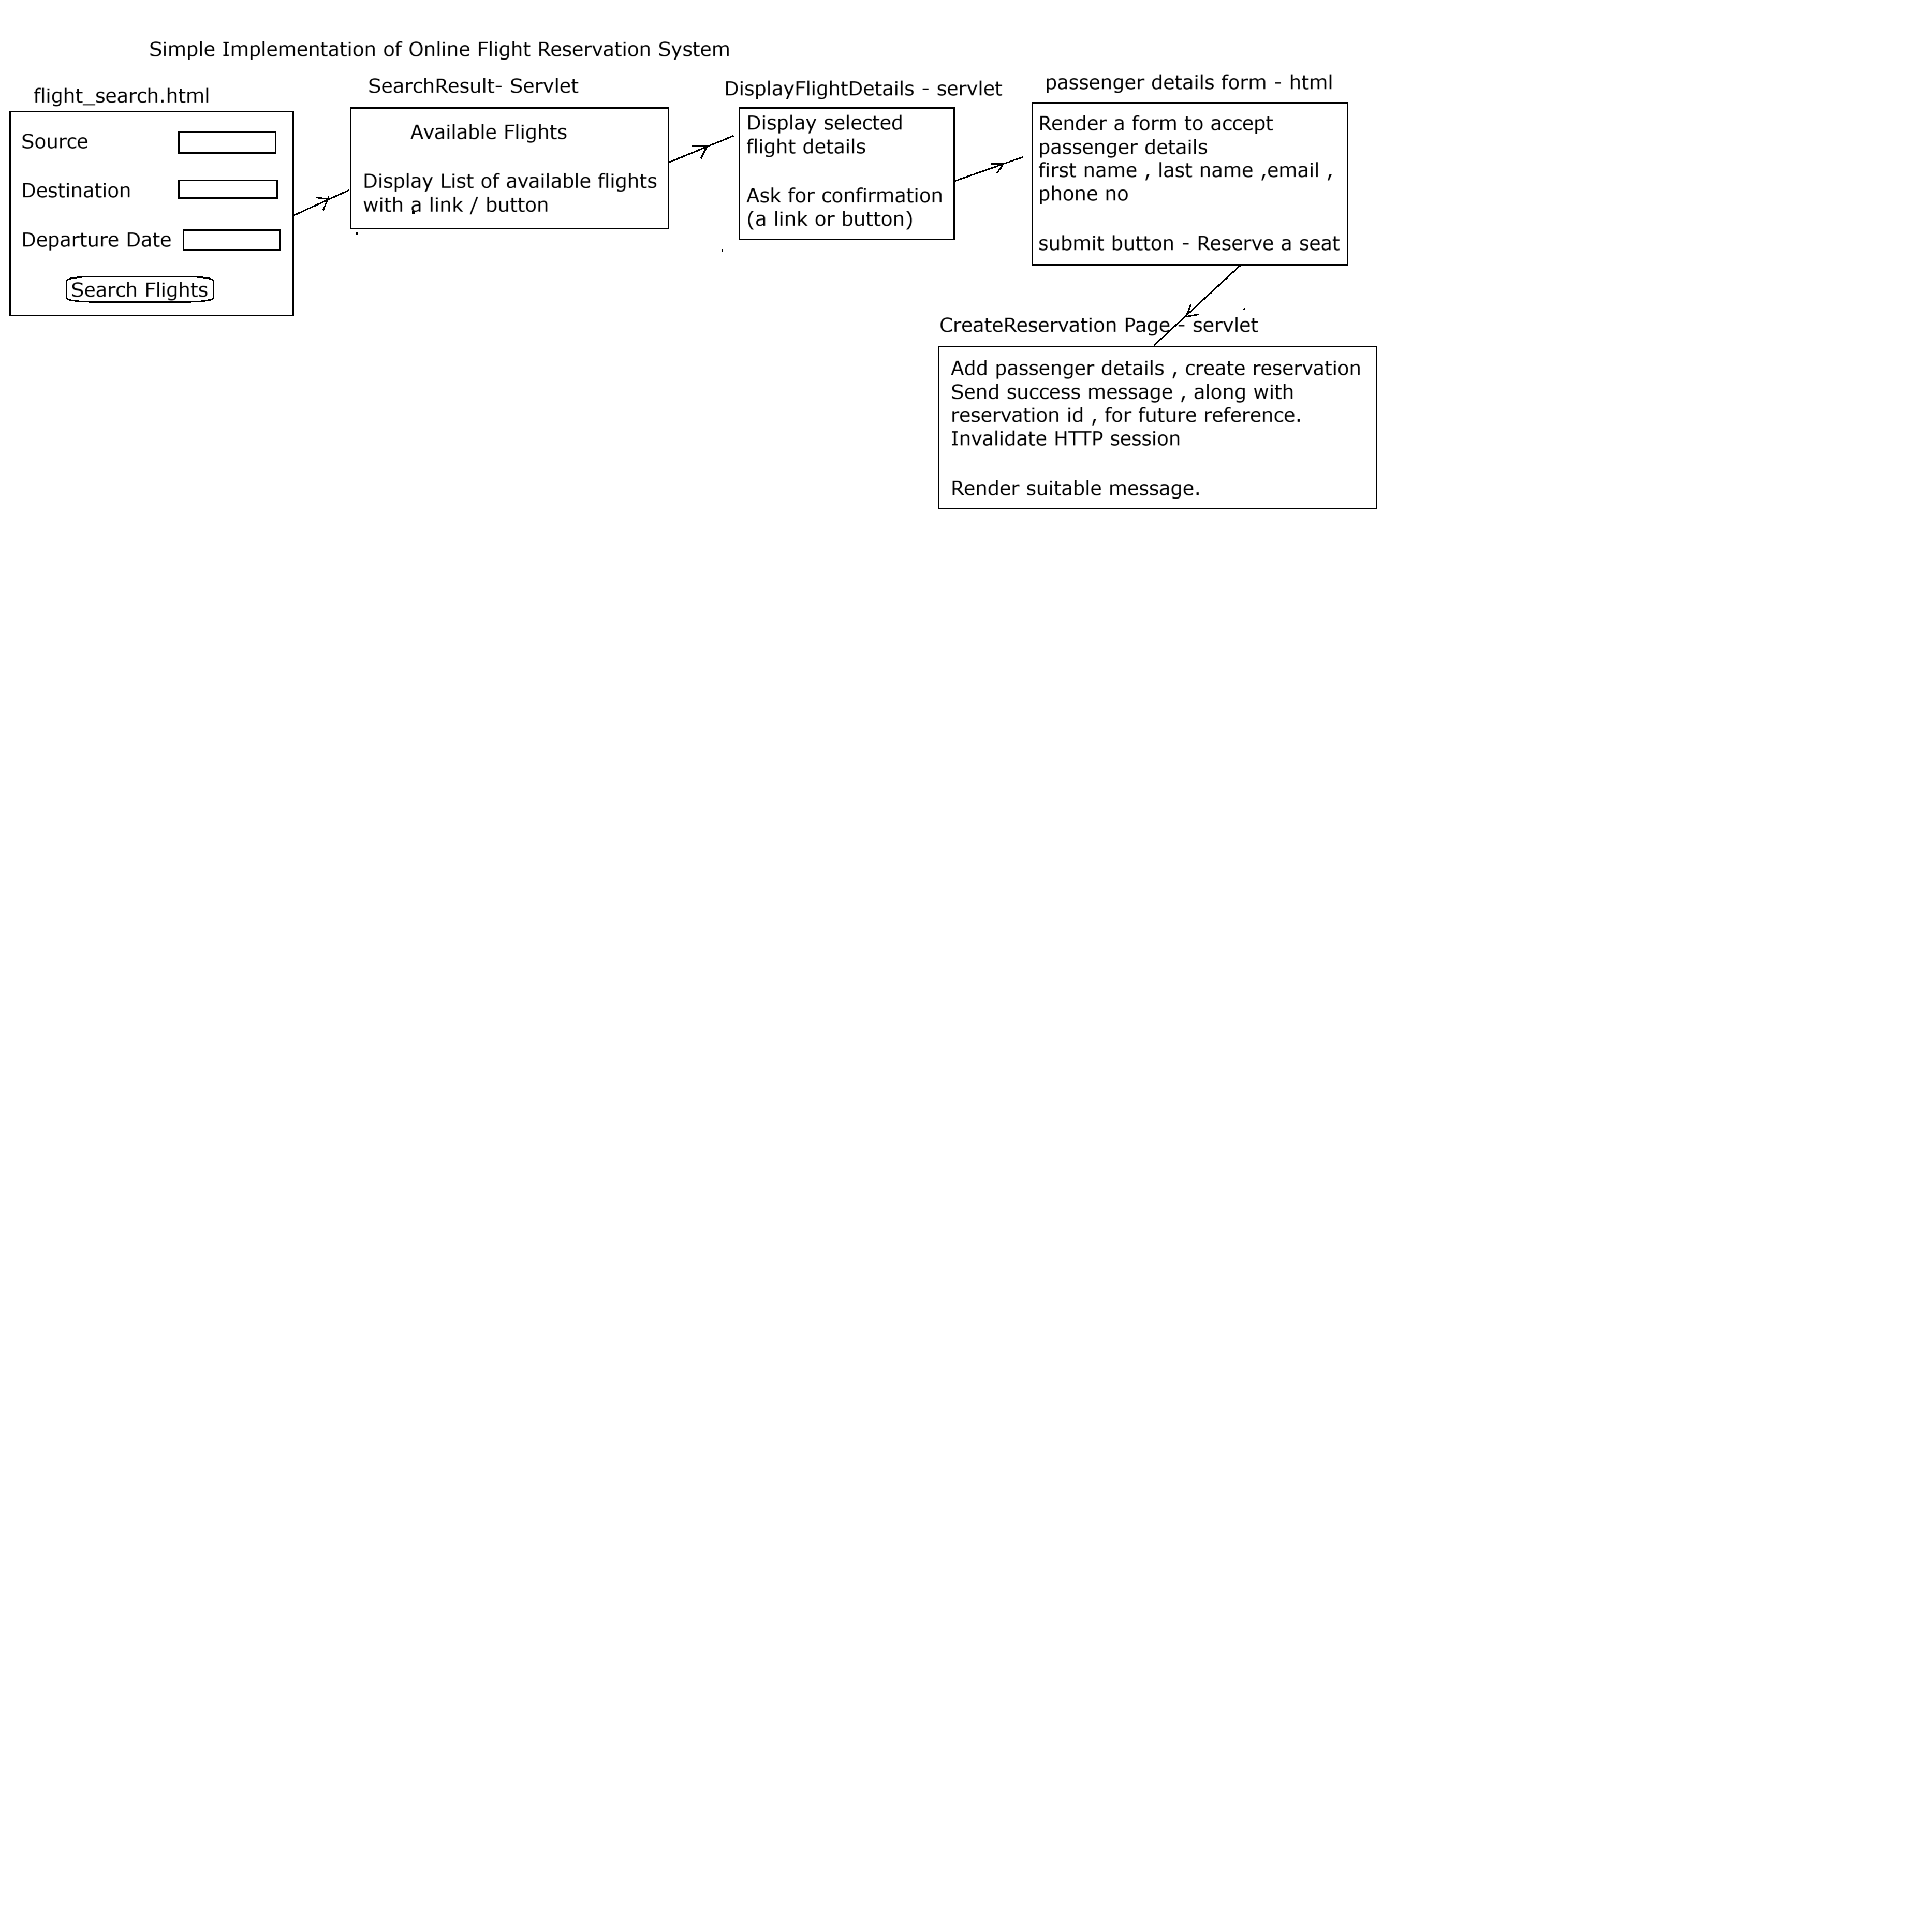 Simple Implementation of Online Flight Reservation System
flight_search.html
Source
Destination
Departure Date
Search Flights
SearchResult- Servlet
Available Flights
Display List of available flights
with a link / button
DisplayFlightDetails - servlet
Display selected
flight details
Ask for confirmation
(a link or button)
passenger details form - html
Render a form to accept
passenger details
first name , last name ,email ,
phone no
submit button - Reserve a seat
CreateReservation Page - servlet
Add passenger details , create reservation
Send success message , along with
reservation id , for future reference.
Invalidate HTTP session
Render suitable message.